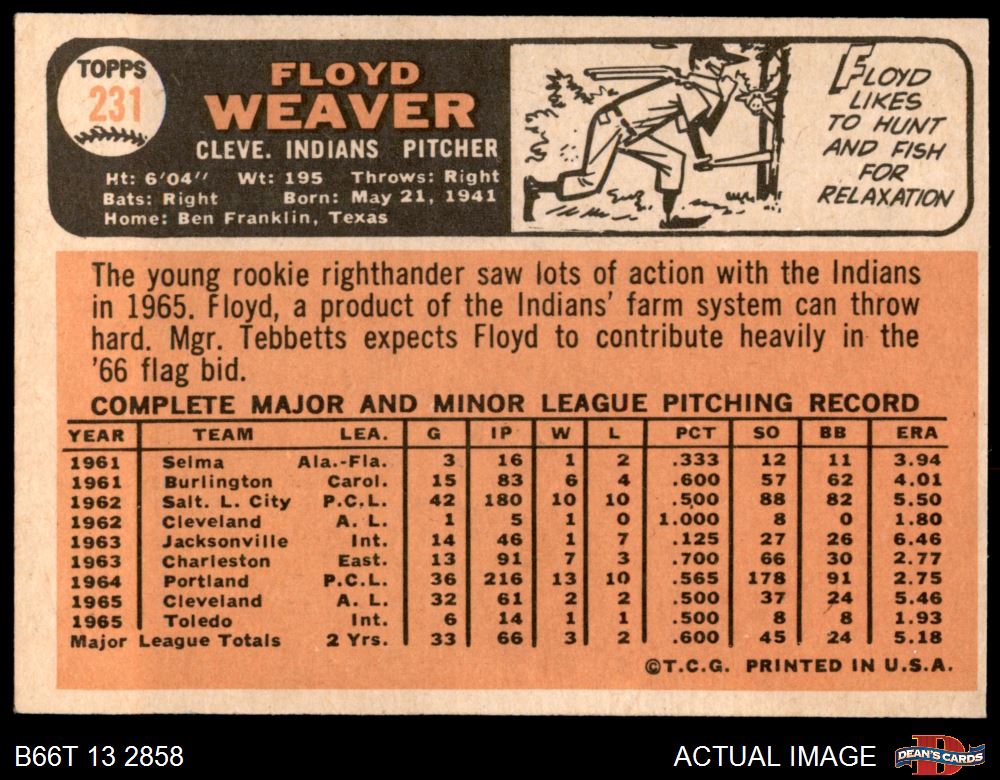 TOPPS
231
FLOYD
WEAVER
CLEVE. INDIANS PITCHER
Ht: 6'04'' Wt: 195 Throws: Right
Bats: Right Born: May 21, 1941
Home: Ben Franklin, Texas
FLOYD
LIKES
TO HUNT
AND FISH
FOR
RELAXATION
The young rookie righthander saw lots of action with the Indians
in 1965. Floyd, a product of the Indians' farm system can throw
hard. Mgr. Tebbetts expects Floyd to contribute heavily in the
'66 flag bid.
COMPLETE MAJOR AND MINOR LEAGUE PITCHING RECORD
YEAR TEAM LEA. G IP W L PCT SO BB ERA
1961 Selma Ala.-Fla. 3 16 1 2 .333 12 11 3.94
1961 Burlington Carol. 15 83 6 4 .600 57 62 4.01
1962 Salt. L. City P.C.L. 42 180 10 10 .500 88 82 5.50
1962 Cleveland A. L. 1 5 1 0 1.000 8 0 1.80
1963 Jacksonville Int. 14 46 1 7 .125 27 26 6.46
1963 Charleston East. 13 91 7 3 .700 66 30 2.77
1964 Portland P.C.L. 36 216 13 10 .565 178 91 2.75
1965 Cleveland A. L. 32 61 2 2 .500 37 24 5.46
1965 Toledo Int. 6 14 1 1 .500 8 8 1.93
Major League Totals 2 Yrs. 33 66 3 2 .600 45 24 5.18
©T.C.G. PRINTED IN U.S.A.
B66T 13 2858 ACTUAL IMAGE DEAN'S CARDS